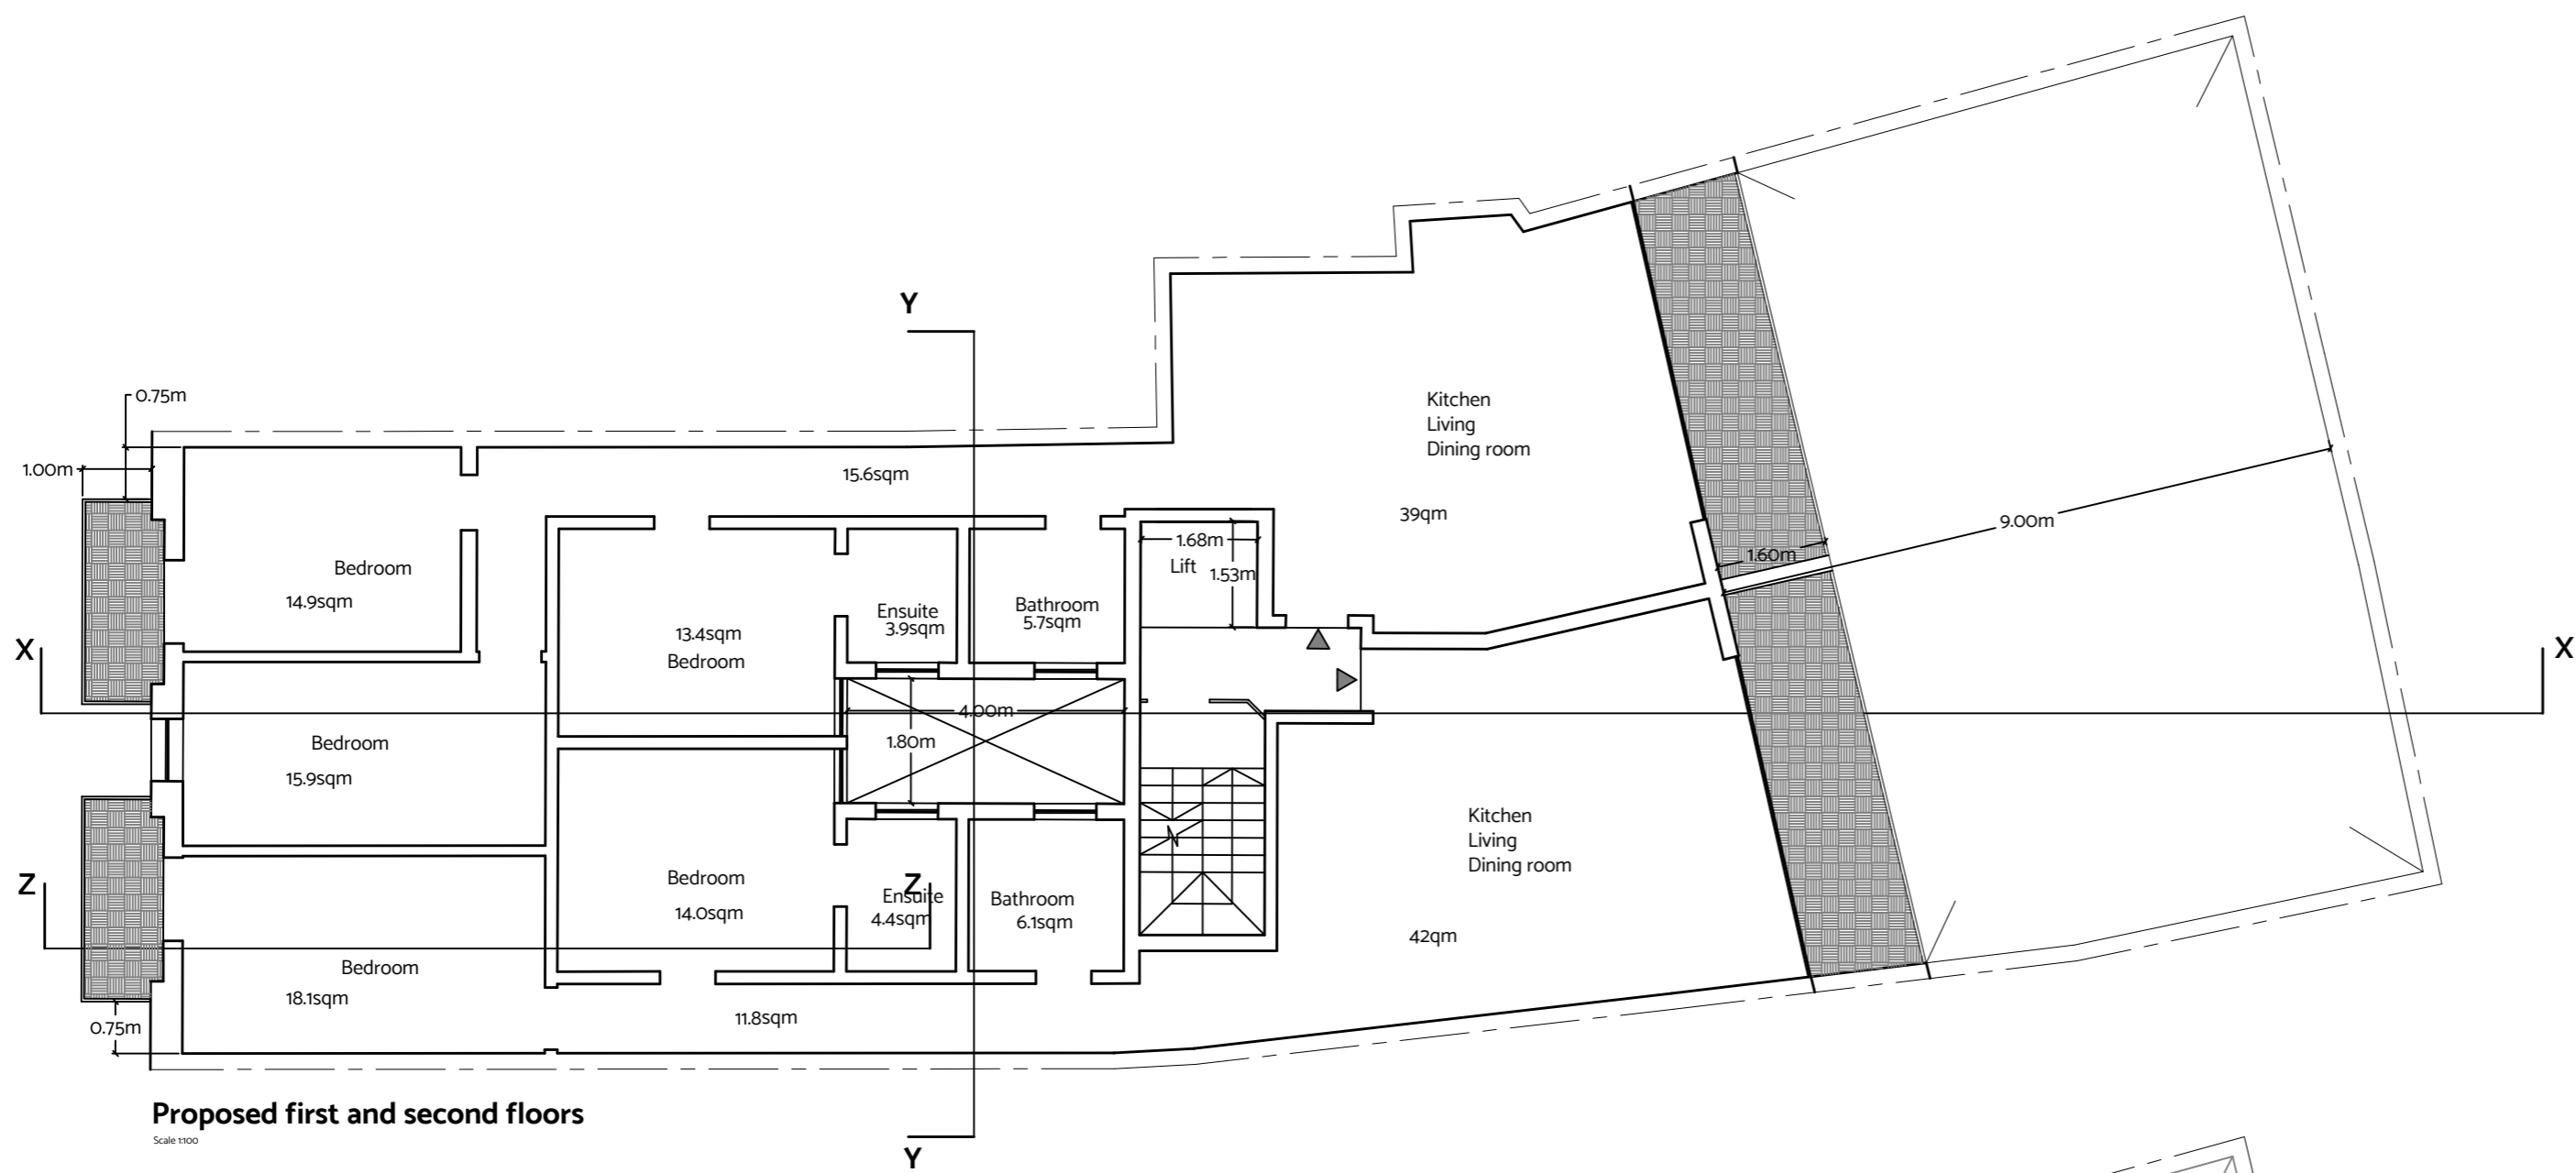 Y
0.75m
1.00m
15.6sqm
Kitchen
Living
Dining room
39qm
9.00m
1.60m
1.68m
Lift
1.53m
Bedroom
14.9sqm
Ensuite
3.9sqm
Bathroom
5.7sqm
13.4sqm
Bedroom
X
X
4.00m
1.80m
Bedroom
15.9sqm
Kitchen
Living
Dining room
42qm
Z
Z
Bedroom
14.0sqm
Ensuite
4.4sqm
Bathroom
6.1sqm
Bedroom
18.1sqm
11.8sqm
0.75m
Proposed first and second floors
Scale 1:100
Y